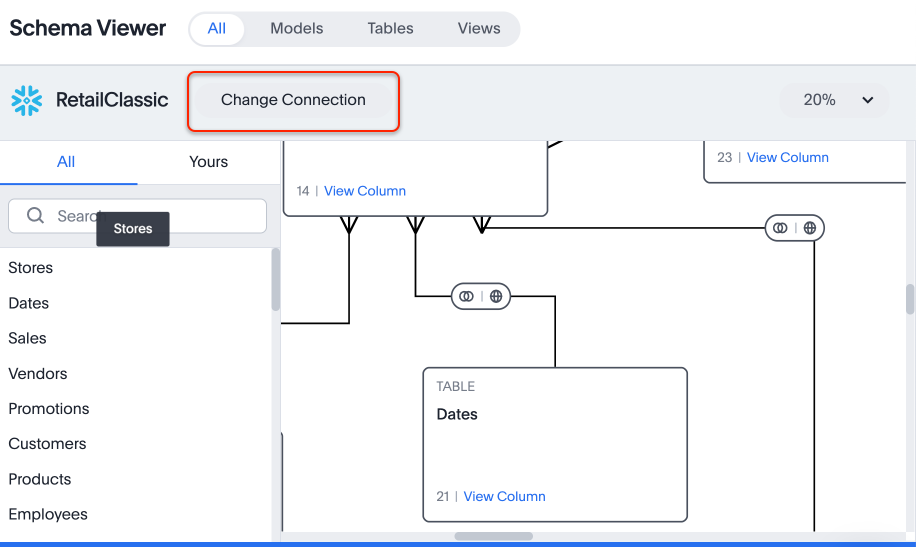 Schema Viewer
All Models Tables Views
RetailClassic
Change Connection
20%
All Yours
Search
Stores
Stores
Dates
Sales
Vendors
Promotions
Customers
Products
Employees
14 | View Column
23 | View Column
TABLE
Dates
21 | View Column